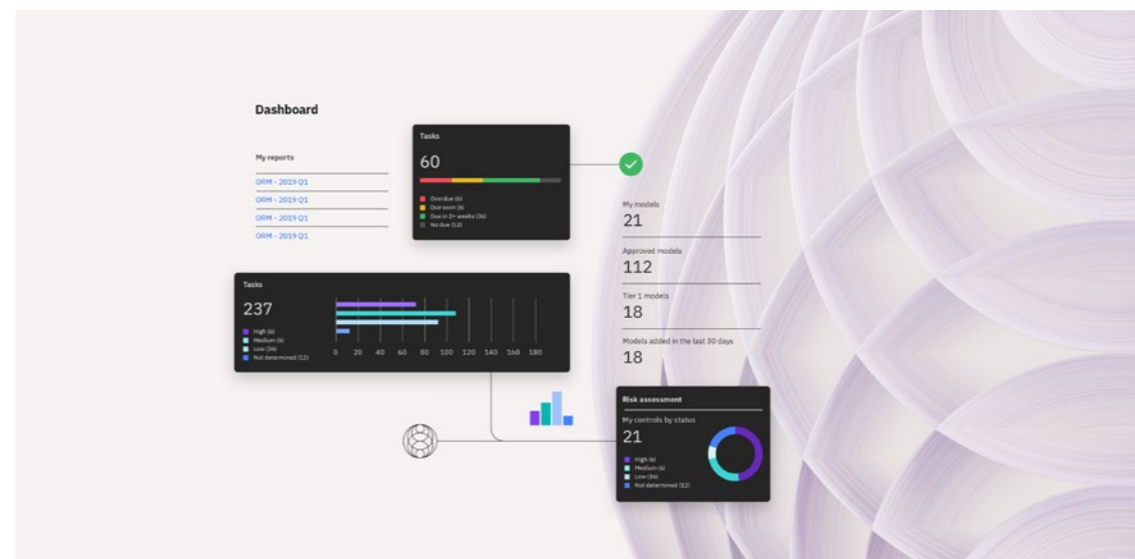 Dashboard
My reports
ORM - 2019 Q1
ORM - 2019 Q1
ORM - 2019 Q1
ORM - 2019 Q1
Tasks
60
Overdue (6)
Due soon (6)
Due in 2+ weeks (36)
No due (12)
My models
21
Approved models
112
Tier 1 models
18
Models added in the last 30 days
18
Tasks
237
High (6)
Medium (6)
Low (36)
Not determined (12)
0 20 40 60 80 100 120 140 160 180
Risk assessment
My controls by status
21
High (6)
Medium (6)
Low (36)
Not determined (12)